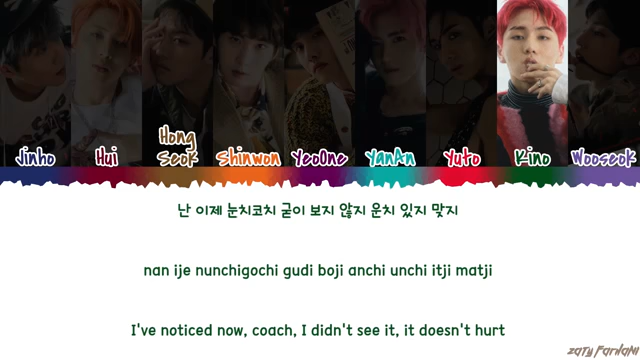 Jinho Hui Hong Seok Shinwon YeoOne YanAn Yuto Kino Wooseok
난 이제 눈치코치 굳이 보지 않지 운치 있지 맞지
nan ije nunchigochi gudi boji anchi unchi itji matji
I've noticed now, coach, I didn't see it, it doesn't hurt
zaty farhani